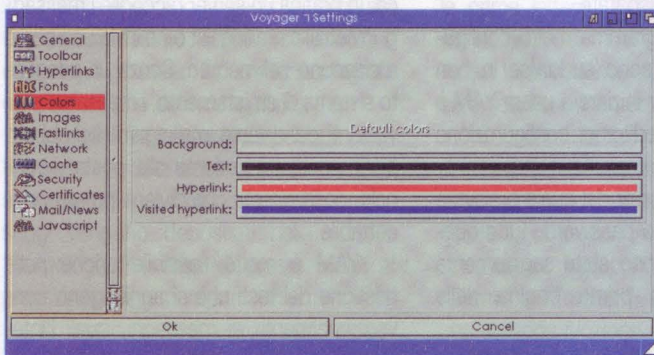 Voyager 3 Settings
General
Toolbar
Hyperlinks
Fonts
Colors
Images
Fastlinks
Network
Cache
Security
Certificates
Mail/News
Javascript
Default colors
Background:
Text:
Hyperlink:
Visited hyperlink:
Ok
Cancel